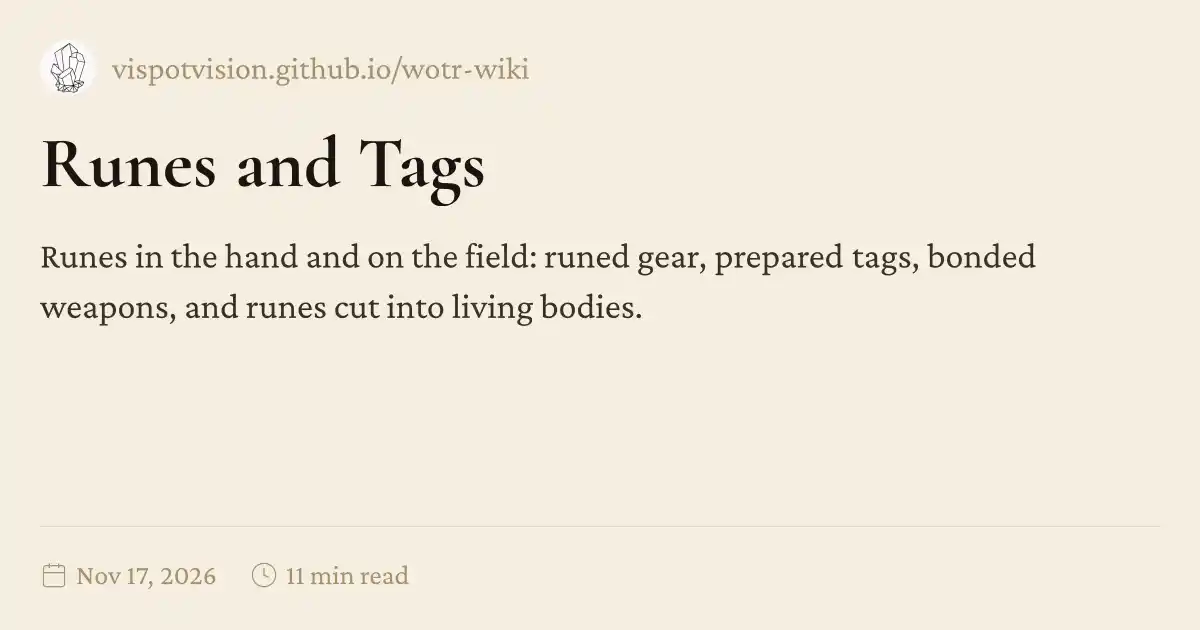 vispotvision.github.io/wotr-wiki
Runes and Tags
Runes in the hand and on the field: runed gear, prepared tags, bonded
weapons, and runes cut into living bodies.
Nov 17, 2026
11 min read